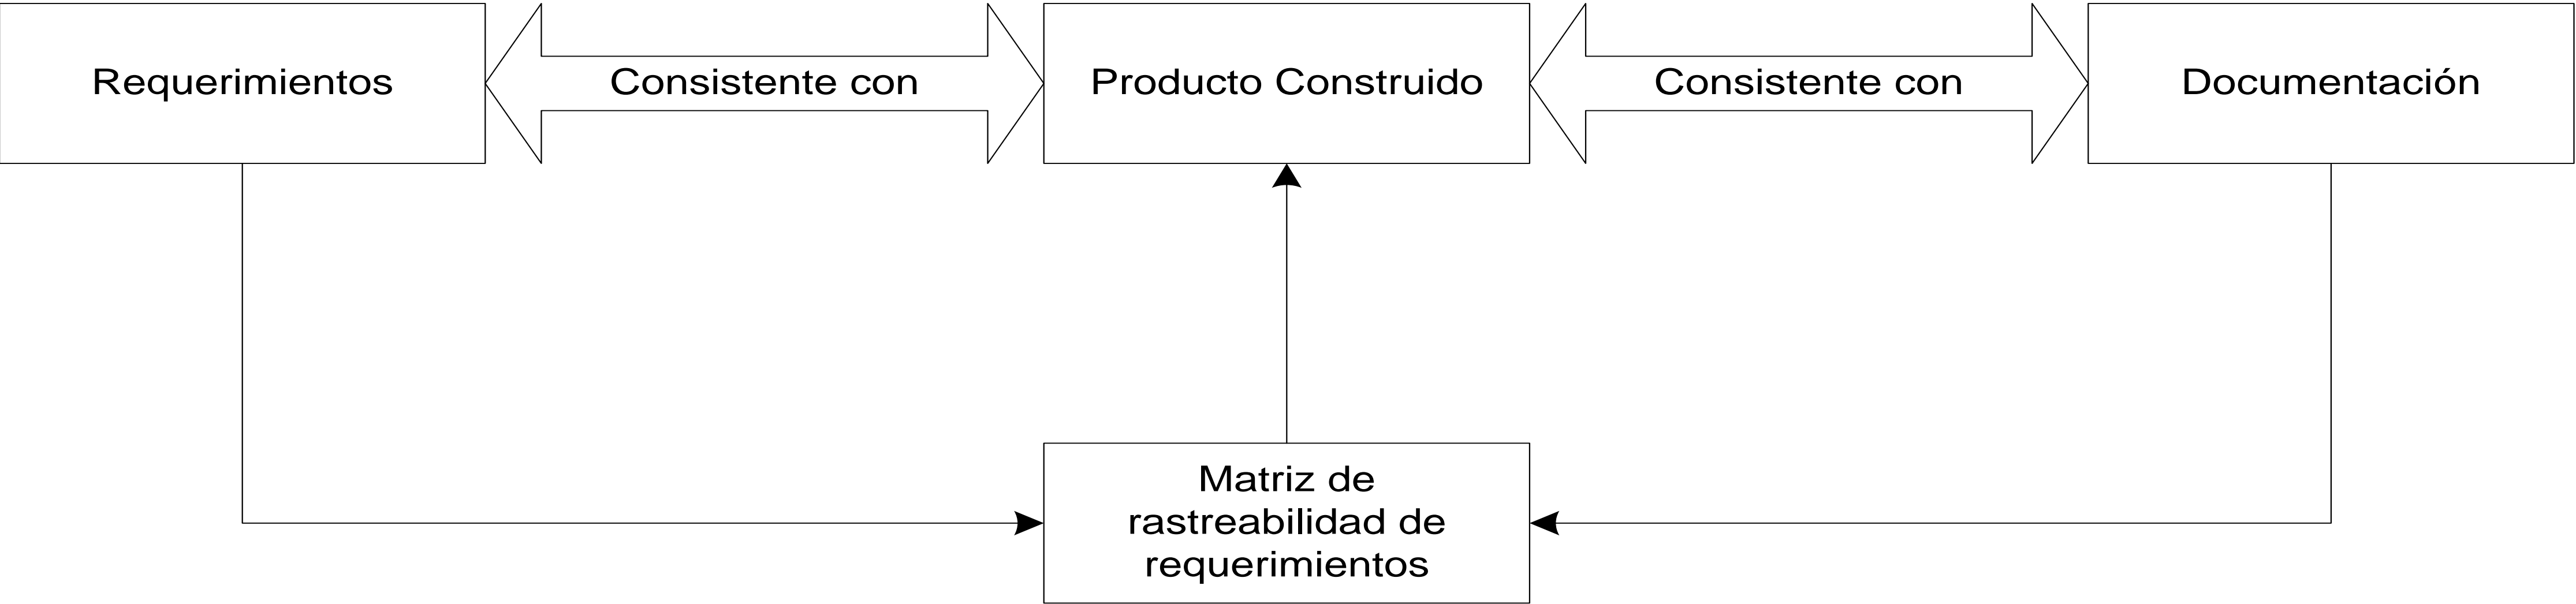 Requerimientos
Consistente con
Producto Construido
Consistente con
Documentación
Matriz de
rastreabilidad de
requerimientos